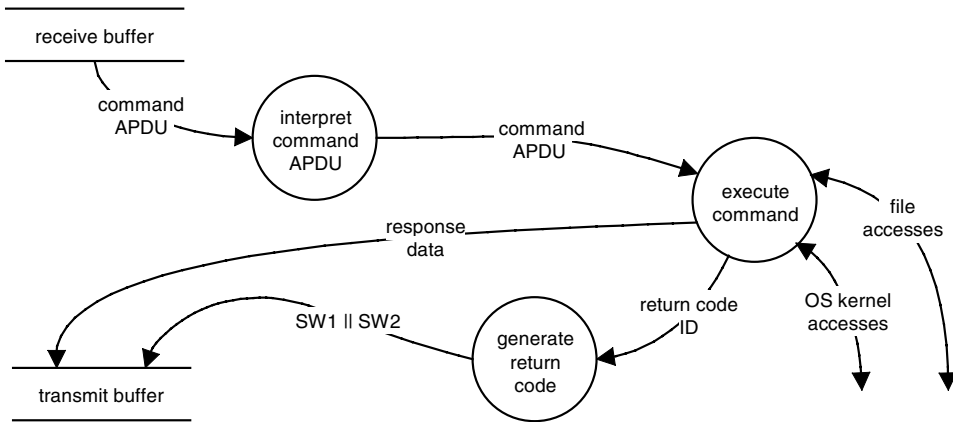 receive buffer
command
APDU
interpret
command
APDU
command
APDU
execute
command
file
accesses
response
data
OS kernel
accesses
return code
ID
SW1 || SW2
generate
return
code
transmit buffer